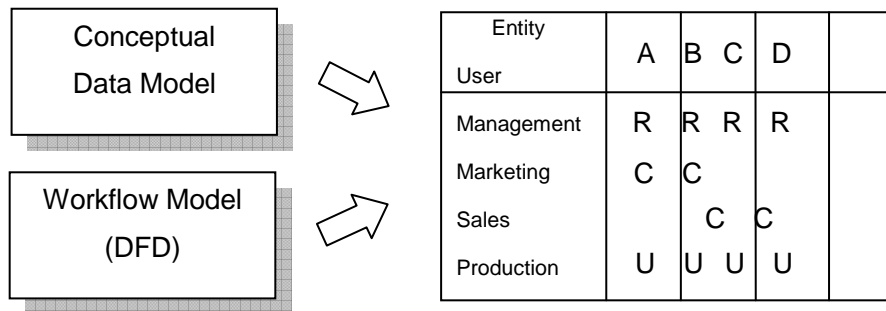 Conceptual
Data Model
Workflow Model
(DFD)
Entity
User
A B C D
Management R R R R
Marketing C C
Sales C C
Production U U U U